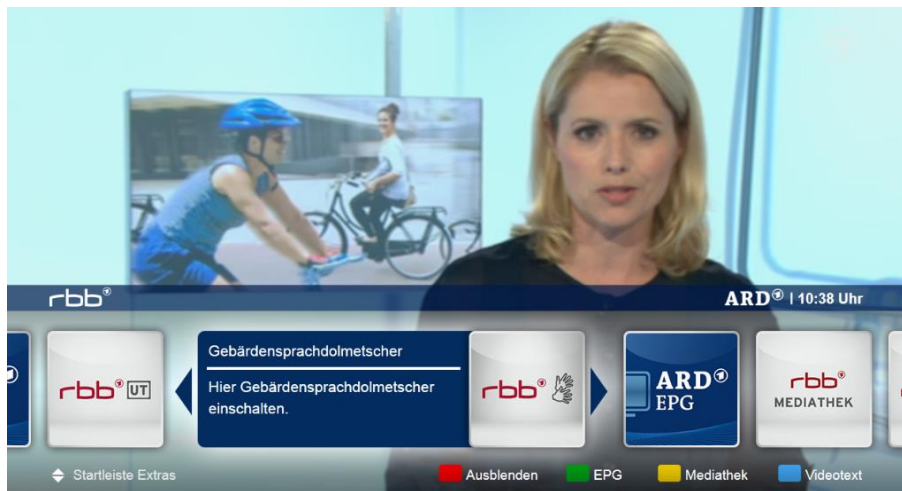 rbb
ARD | 10:38 Uhr
rbb UT
Gebärdensprachdolmetscher
Hier Gebärdensprachdolmetscher
einschalten.
rbb
ARD
EPG
rbb
MEDIATHEK
Startleiste Extras
Ausblenden
EPG
Mediathek
Videotext